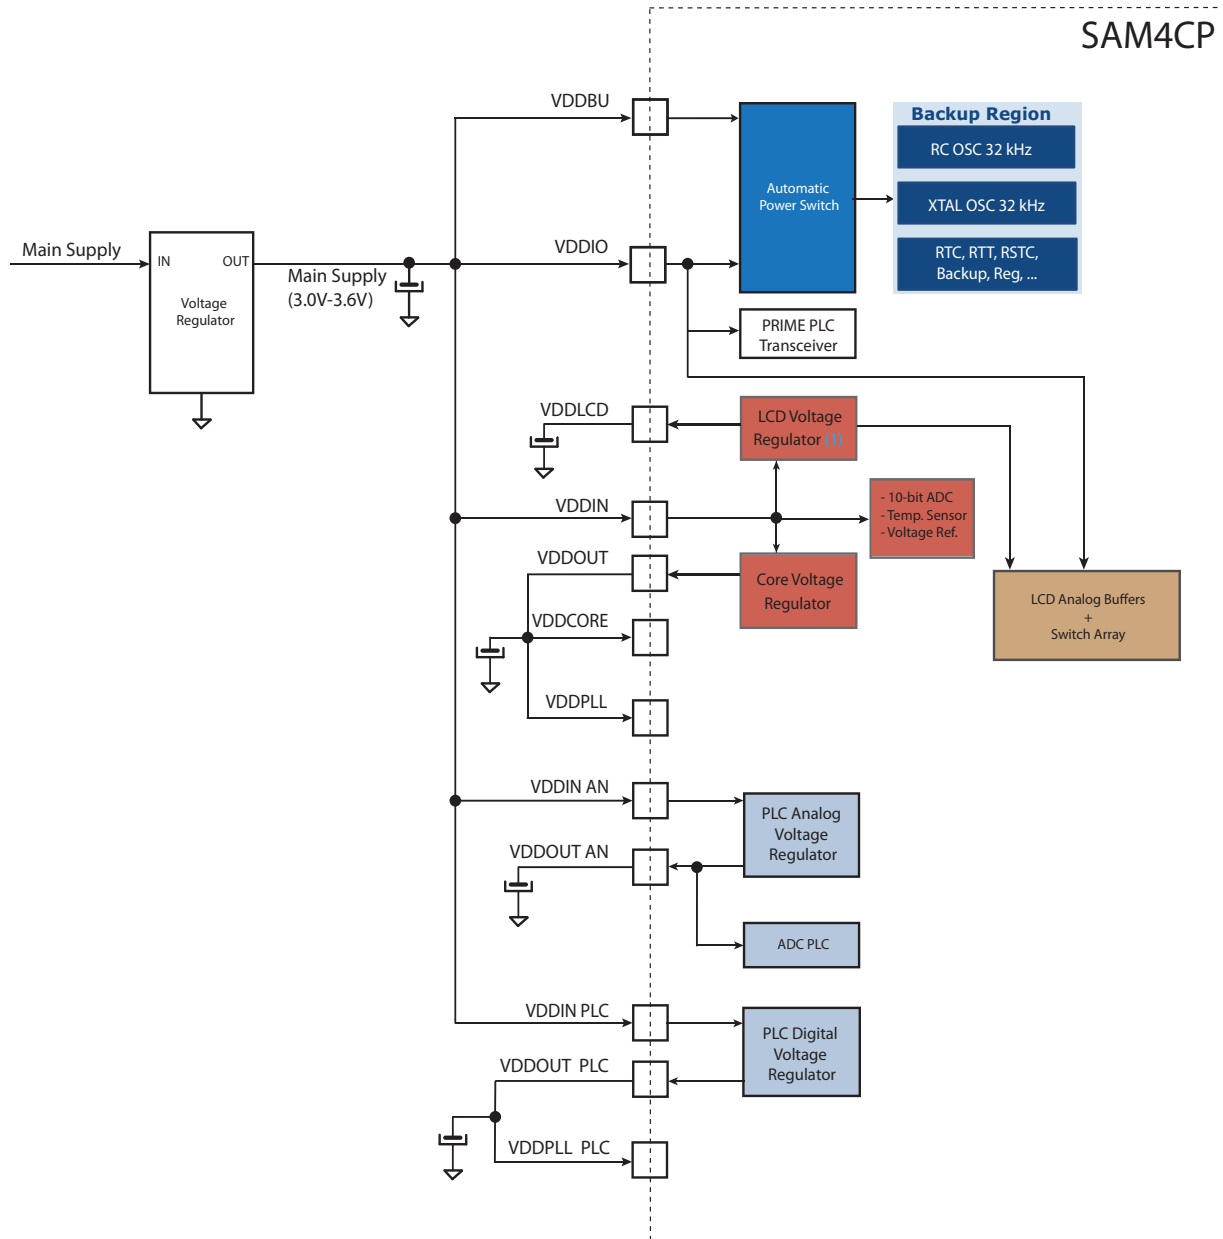 SAM4CP
VDDBU
Backup Region
RC OSC 32 kHz
Automatic
Power Switch
XTAL OSC 32 kHz
RTC, RTT, RSTC,
Backup, Reg, ...
Main Supply
IN
OUT
Voltage
Regulator
Main Supply
(3.0V-3.6V)
VDDIO
PRIME PLC
Transceiver
VDDLCD
LCD Voltage
Regulator (1)
VDDIN
- 10-bit ADC
- Temp. Sensor
- Voltage Ref.
VDDOUT
Core Voltage
Regulator
LCD Analog Buffers
+
Switch Array
VDDCORE
VDDPLL
VDDIN AN
PLC Analog
Voltage
Regulator
VDDOUT AN
ADC PLC
VDDIN PLC
PLC Digital
Voltage
Regulator
VDDOUT PLC
VDDPLL PLC